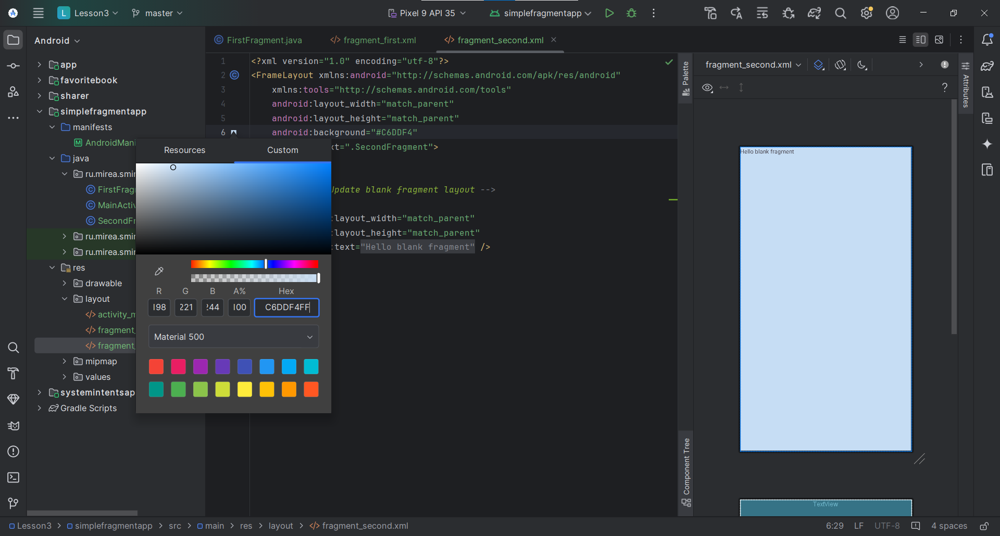 L Lesson3 master Pixel 9 API 35 simplefragmentapp
Android
app
favoritebook
sharer
simplefragmentapp
manifests
M AndroidMani
java
ru.mirea.smir
C FirstFrag
C MainActiv
C SecondFr
ru.mirea.smir
ru.mirea.smir
res
drawable
layout
</> activity_m
</> fragment_
</> fragment_
mipmap
values
systemintentsap
Gradle Scripts
C FirstFragment.java </> fragment_first.xml </> fragment_second.xml
1 <?xml version="1.0" encoding="utf-8"?>
2 C <FrameLayout xmlns:android="http://schemas.android.com/apk/res/android"
3 xmlns:tools="http://schemas.android.com/tools"
4 android:layout_width="match_parent"
5 android:layout_height="match_parent"
6 android:background="#C6DDF4"
xt=".SecondFragment">
Update blank fragment layout -->
:layout_width="match_parent"
:layout_height="match_parent"
:text="Hello blank fragment" />
Resources Custom
R G B A% Hex
198 221 244 100 C6DDF4FF
Material 500
Palette
Component Tree
fragment_second.xml
?
Attributes
Hello blank fragment
TextView
Lesson3 > simplefragmentapp > src > main > res > layout > </> fragment_second.xml
6:29 LF UTF-8 4 spaces